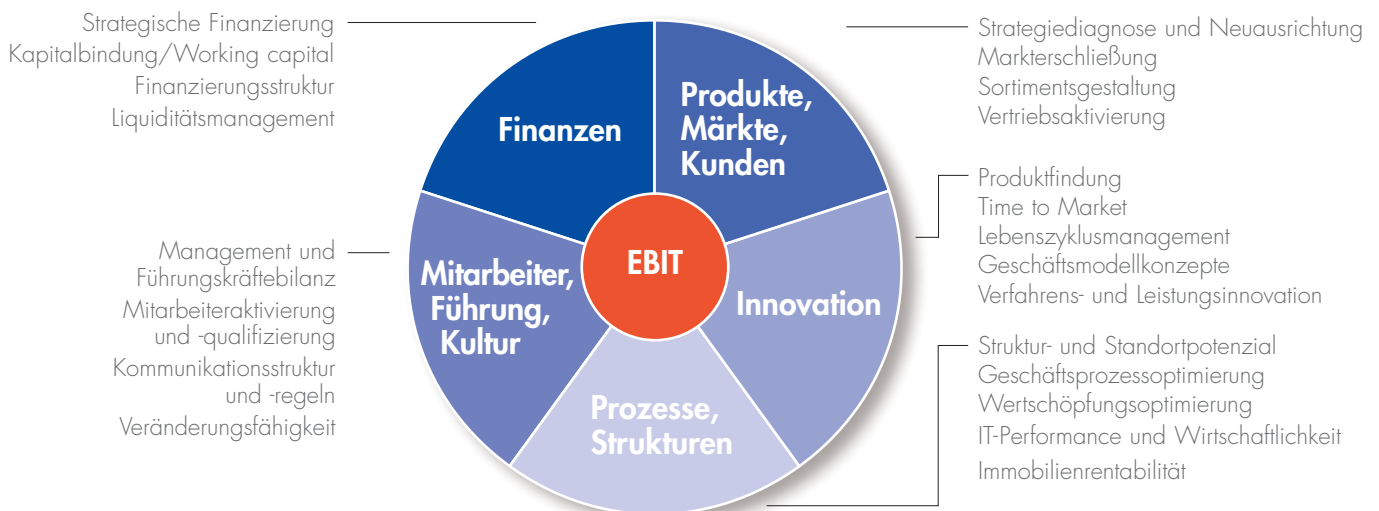 Strategische Finanzierung
Kapitalbindung/Working capital
Finanzierungsstruktur
Liquiditätsmanagement
Finanzen
Produkte,
Märkte,
Kunden
Strategiediagnose und Neuausrichtung
Markterschließung
Sortimentsgestaltung
Vertriebsaktivierung
Produktfindung
Time to Market
Lebenszyklusmanagement
Geschäftsmodellkonzepte
Verfahrens- und Leistungsinnovation
Management und
Führungskräftebilanz
Mitarbeiteraktivierung
und -qualifizierung
Kommunikationsstruktur
und -regeln
Veränderungsfähigkeit
Mitarbeiter,
Führung,
Kultur
EBIT
Innovation
Prozesse,
Strukturen
Struktur- und Standortpotenzial
Geschäftsprozessoptimierung
Wertschöpfungsoptimierung
IT-Performance und Wirtschaftlichkeit
Immobilienrentabilität